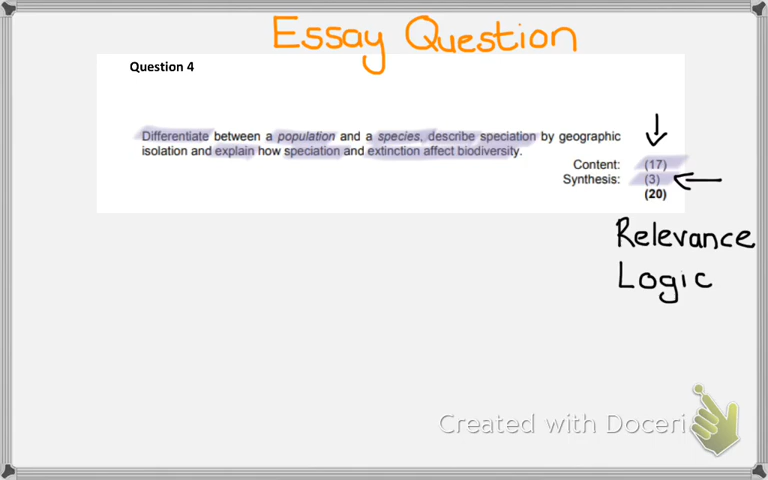 Essay Question
Question 4
Differentiate between a population and a species, describe speciation by geographic
isolation and explain how speciation and extinction affect biodiversity.
Content: (17)
Synthesis: (3)
(20)
Relevance
Logic
Created with Doceri